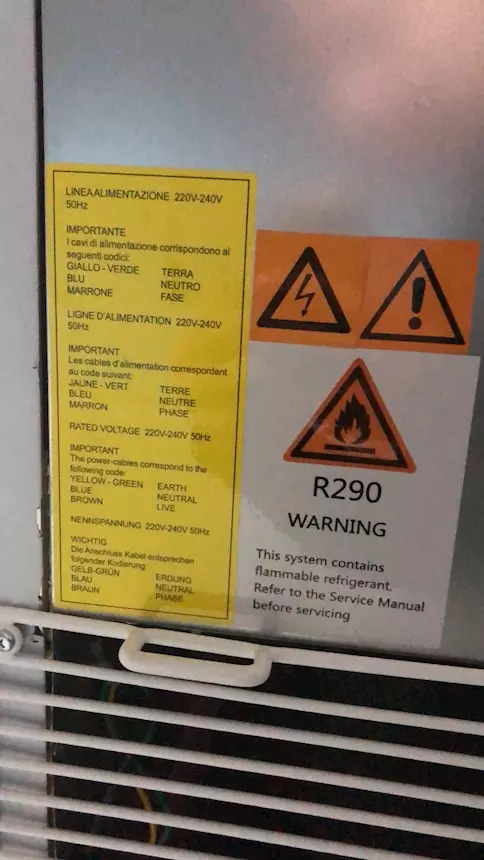 LINEAALIMENTAZIONE 220V-240V
50Hz
IMPORTANTE
I cavi di alimentazione corrispondono ai
seguenti codici:
GIALLO - VERDE TERRA
BLU NEUTRO
MARRONE FASE
LIGNE D'ALIMENTATION 220V-240V
50Hz
IMPORTANT
Les cables d'alimentation correspondent
au code suivant:
JAUNE - VERT TERRE
BLEU NEUTRE
MARRON PHASE
RATED VOLTAGE 220V-240V 50Hz
IMPORTANT
The power-cables correspond to the
following code:
YELLOW - GREEN EARTH
BLUE NEUTRAL
BROWN LIVE
NENNSPANNUNG 220V-240V 50Hz
WICHTIG
Die Anschluss Kabel entsprechen
folgender Kodierung:
GELB-GRÜN ERDUNG
BLAU NEUTRAL
BRAUN PHASE
R290
WARNING
This system contains
flammable refrigerant.
Refer to the Service Manual
before servicing